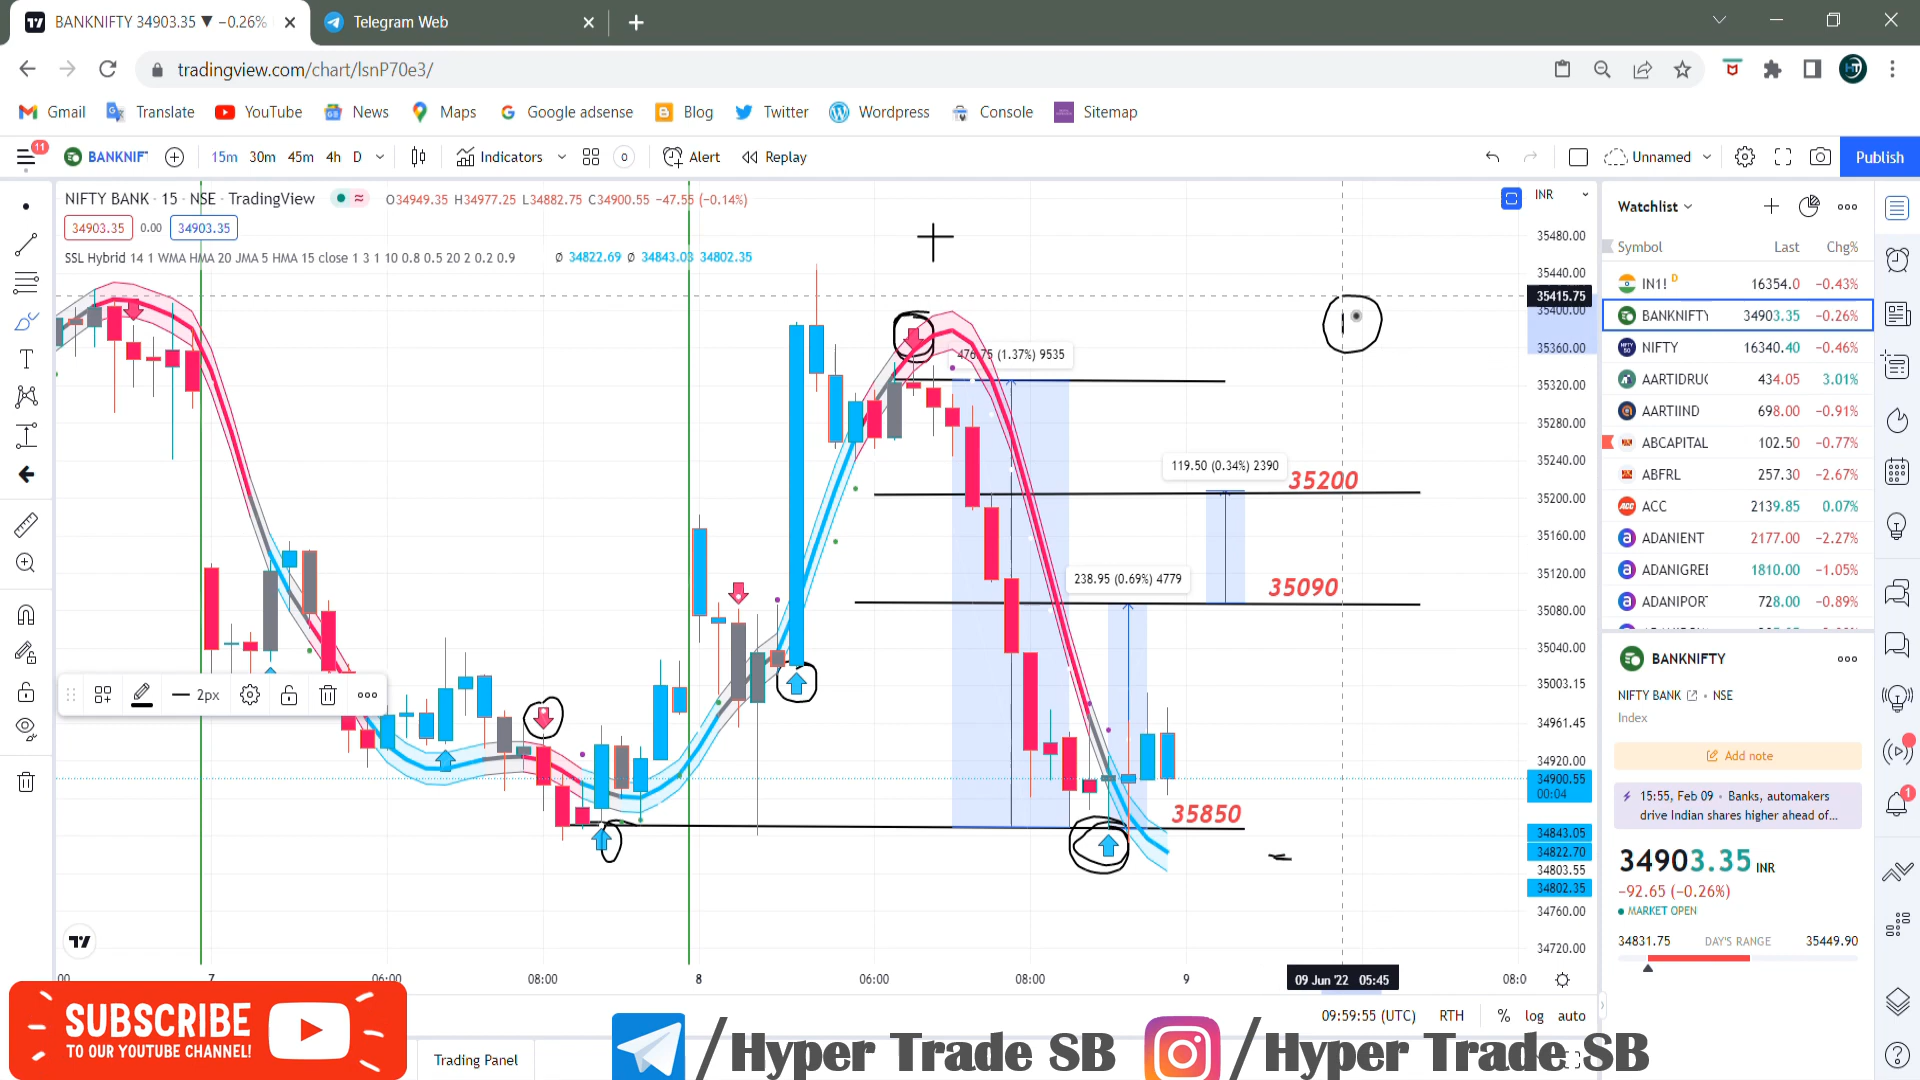 BANKNIFTY 34903.35 ▼ −0.26%
Telegram Web
tradingview.com/chart/lsnP70e3/
Gmail Translate YouTube News Maps Google adsense Blog Twitter Wordpress Console Sitemap
11 BANKNIF 15m 30m 45m 4h D Indicators 0 Alert Replay Unnamed Publish
NIFTY BANK · 15 · NSE · TradingView O34949.35 H34977.25 L34882.75 C34900.55 −47.55 (−0.14%)
34903.35 0.00 34903.35
SSL Hybrid 14 1 WMA HMA 20 JMA 5 HMA 15 close 1 3 1 10 0.8 0.5 20 2 0.2 0.9 Ø 34822.69 Ø 34843.03 34802.35
INR
35480.00
35440.00
35415.75
35400.00
35360.00
35320.00
35280.00
35240.00
35200.00
35160.00
35120.00
35080.00
35040.00
35003.15
34961.45
34920.00
34900.55
00:04
34843.05
34822.70
34803.55
34802.35
34760.00
34720.00
476.75 (1.37%) 9535
119.50 (0.34%) 2390
35200
238.95 (0.69%) 4779
35090
35850
2px
00 7 06:00 08:00 8 06:00 08:00 9 09 Jun '22 05:45 08:0
09:59:55 (UTC) RTH % log auto
Trading Panel
Watchlist
Symbol Last Chg%
IN1! D 16354.0 −0.43%
BANKNIFTY 34903.35 −0.26%
NIFTY 16340.40 −0.46%
AARTIDRUG 434.05 3.01%
AARTIIND 698.00 −0.91%
ABCAPITAL 102.50 −0.77%
ABFRL 257.30 −2.67%
ACC 2139.85 0.07%
ADANIENT 2177.00 −2.27%
ADANIGREE 1810.00 −1.05%
ADANIPOR 728.00 −0.89%
BANKNIFTY
NIFTY BANK • NSE
Index
Add note
15:55, Feb 09 • Banks, automakers
drive Indian shares higher ahead of...
34903.35 INR
−92.65 (−0.26%)
MARKET OPEN
34831.75 DAY'S RANGE 35449.90
1
SUBSCRIBE
TO OUR YOUTUBE CHANNEL!
/Hyper Trade SB
/Hyper Trade SB